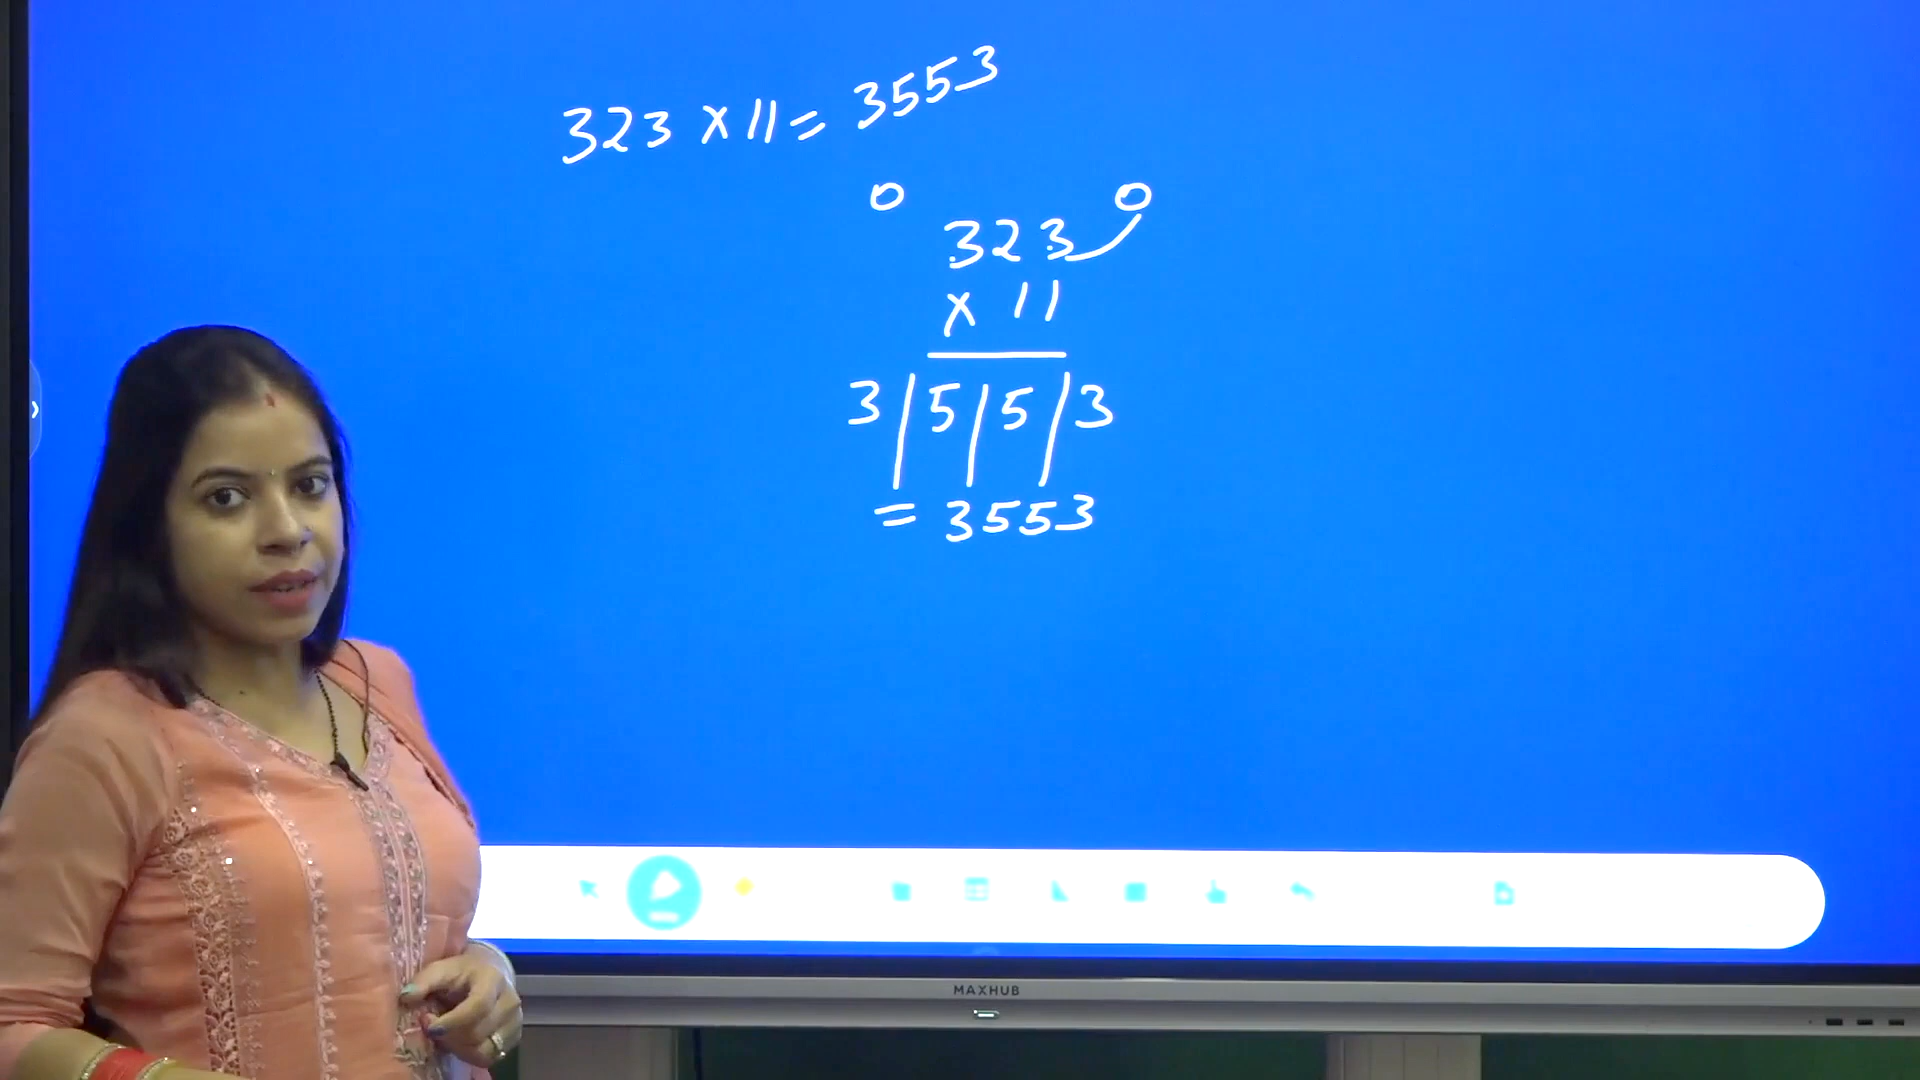 323 × 11 = 3553
0 0
323
× 11
3 | 5 | 5 | 3
= 3553
MAXHUB